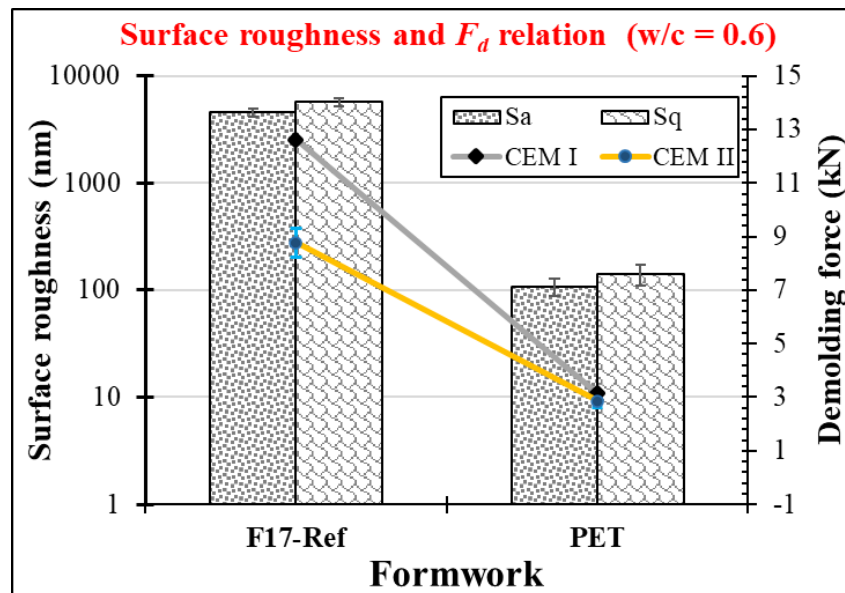 Surface roughness and F_d relation (w/c = 0.6)
Surface roughness (nm)
10000
1000
100
10
1
Sa
Sq
CEM I
CEM II
15
13
11
9
7
5
3
1
-1
Demolding force (kN)
F17-Ref
PET
Formwork